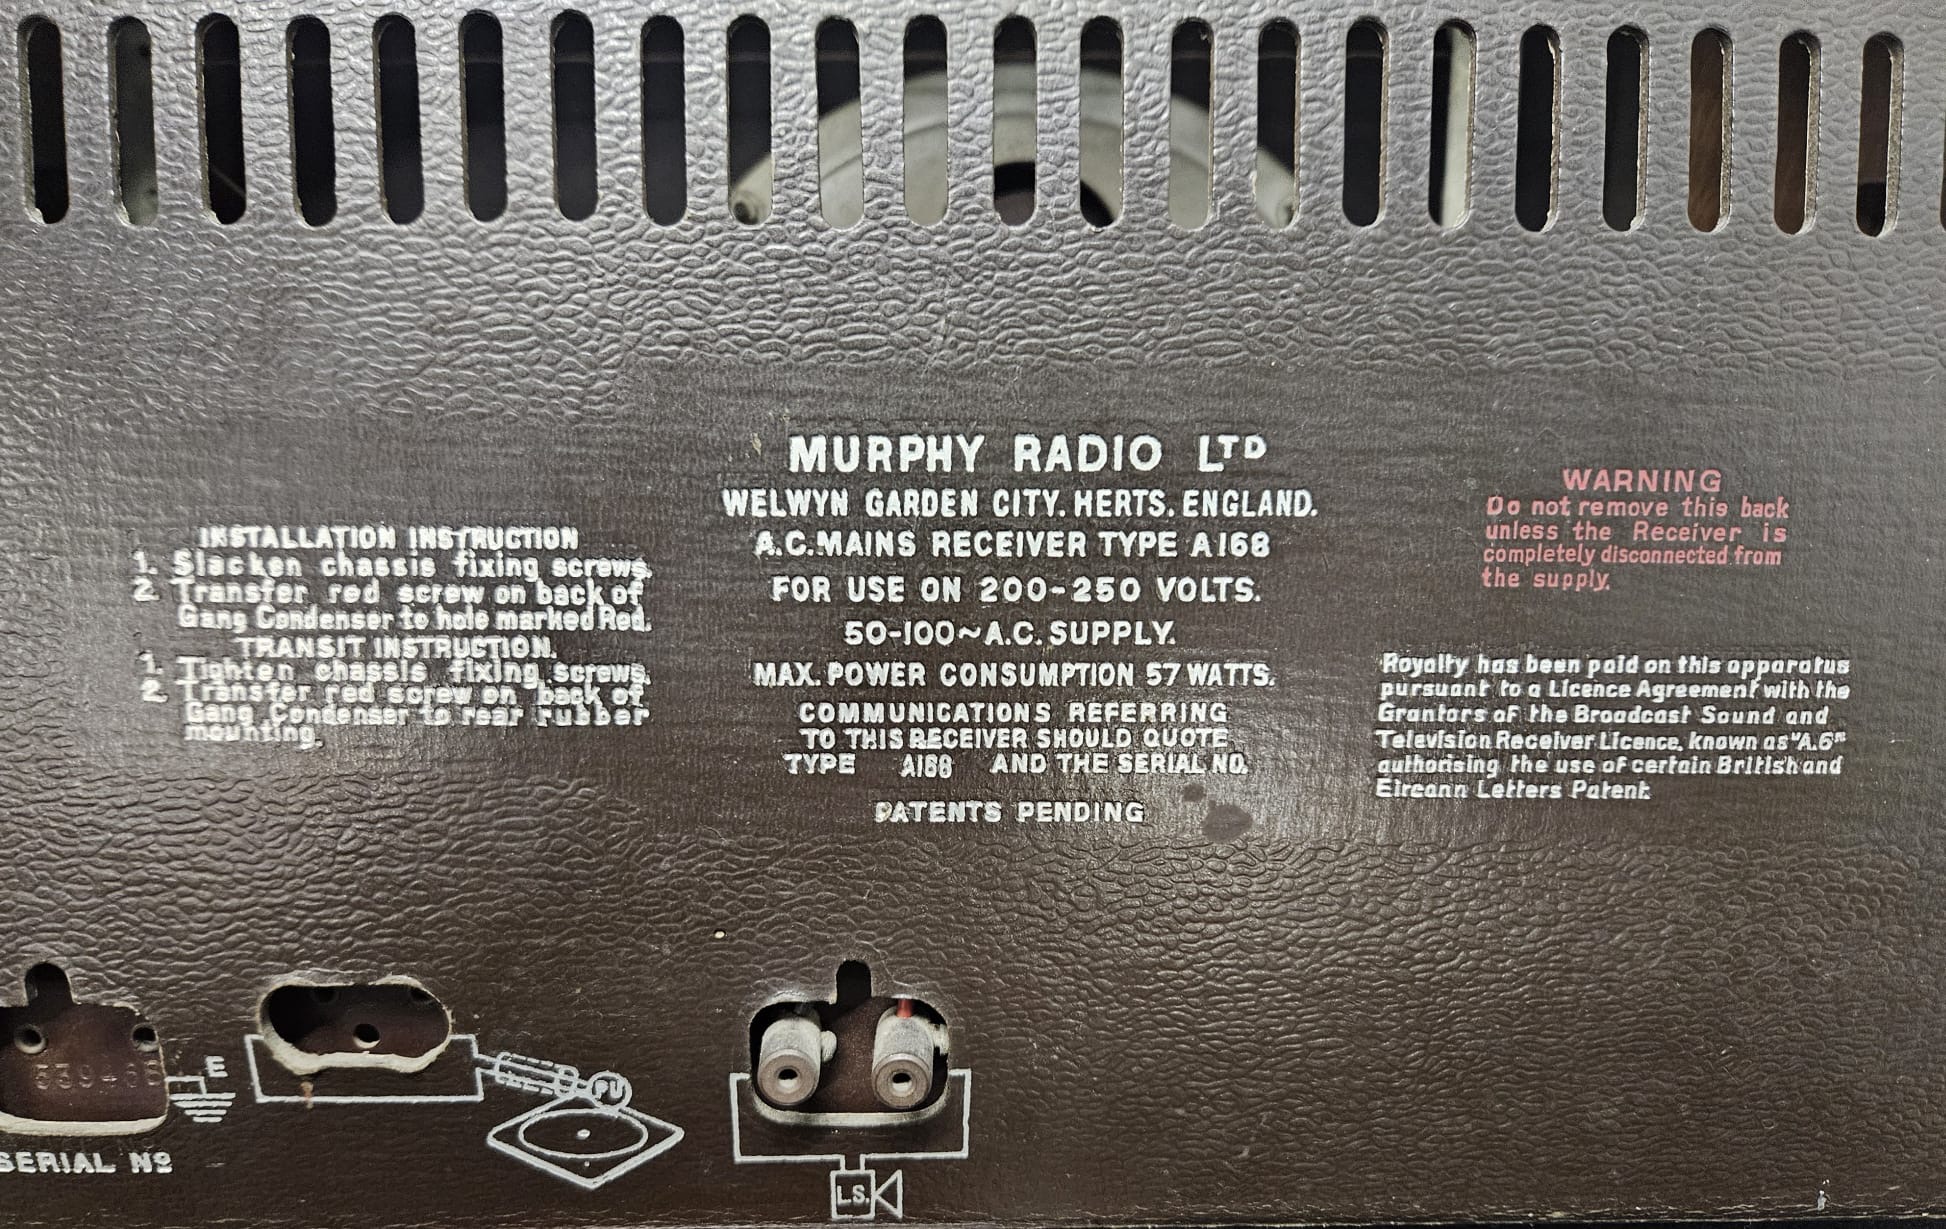 MURPHY RADIO LTD
WELWYN GARDEN CITY. HERTS. ENGLAND.
A.C. MAINS RECEIVER TYPE A168
FOR USE ON 200-250 VOLTS.
50-100~A.C. SUPPLY.
MAX. POWER CONSUMPTION 57 WATTS.
COMMUNICATIONS REFERRING
TO THIS RECEIVER SHOULD QUOTE
TYPE A168 AND THE SERIAL NO.
PATENTS PENDING
INSTALLATION INSTRUCTION
1. Slacken chassis fixing screws.
2. Transfer red screw on back of
Gang Condenser to hole marked Red.
TRANSIT INSTRUCTION.
1. Tighten chassis fixing screws.
2. Transfer red screw on back of
Gang Condenser to rear rubber
mounting.
WARNING
Do not remove this back
unless the Receiver is
completely disconnected from
the supply.
Royalty has been paid on this apparatus
pursuant to a Licence Agreement with the
Grantors of the Broadcast Sound and
Television Receiver Licence, known as "A.6"
authorising the use of certain British and
Eireann Letters Patent.
E
PU
SERIAL Nº
L.S.